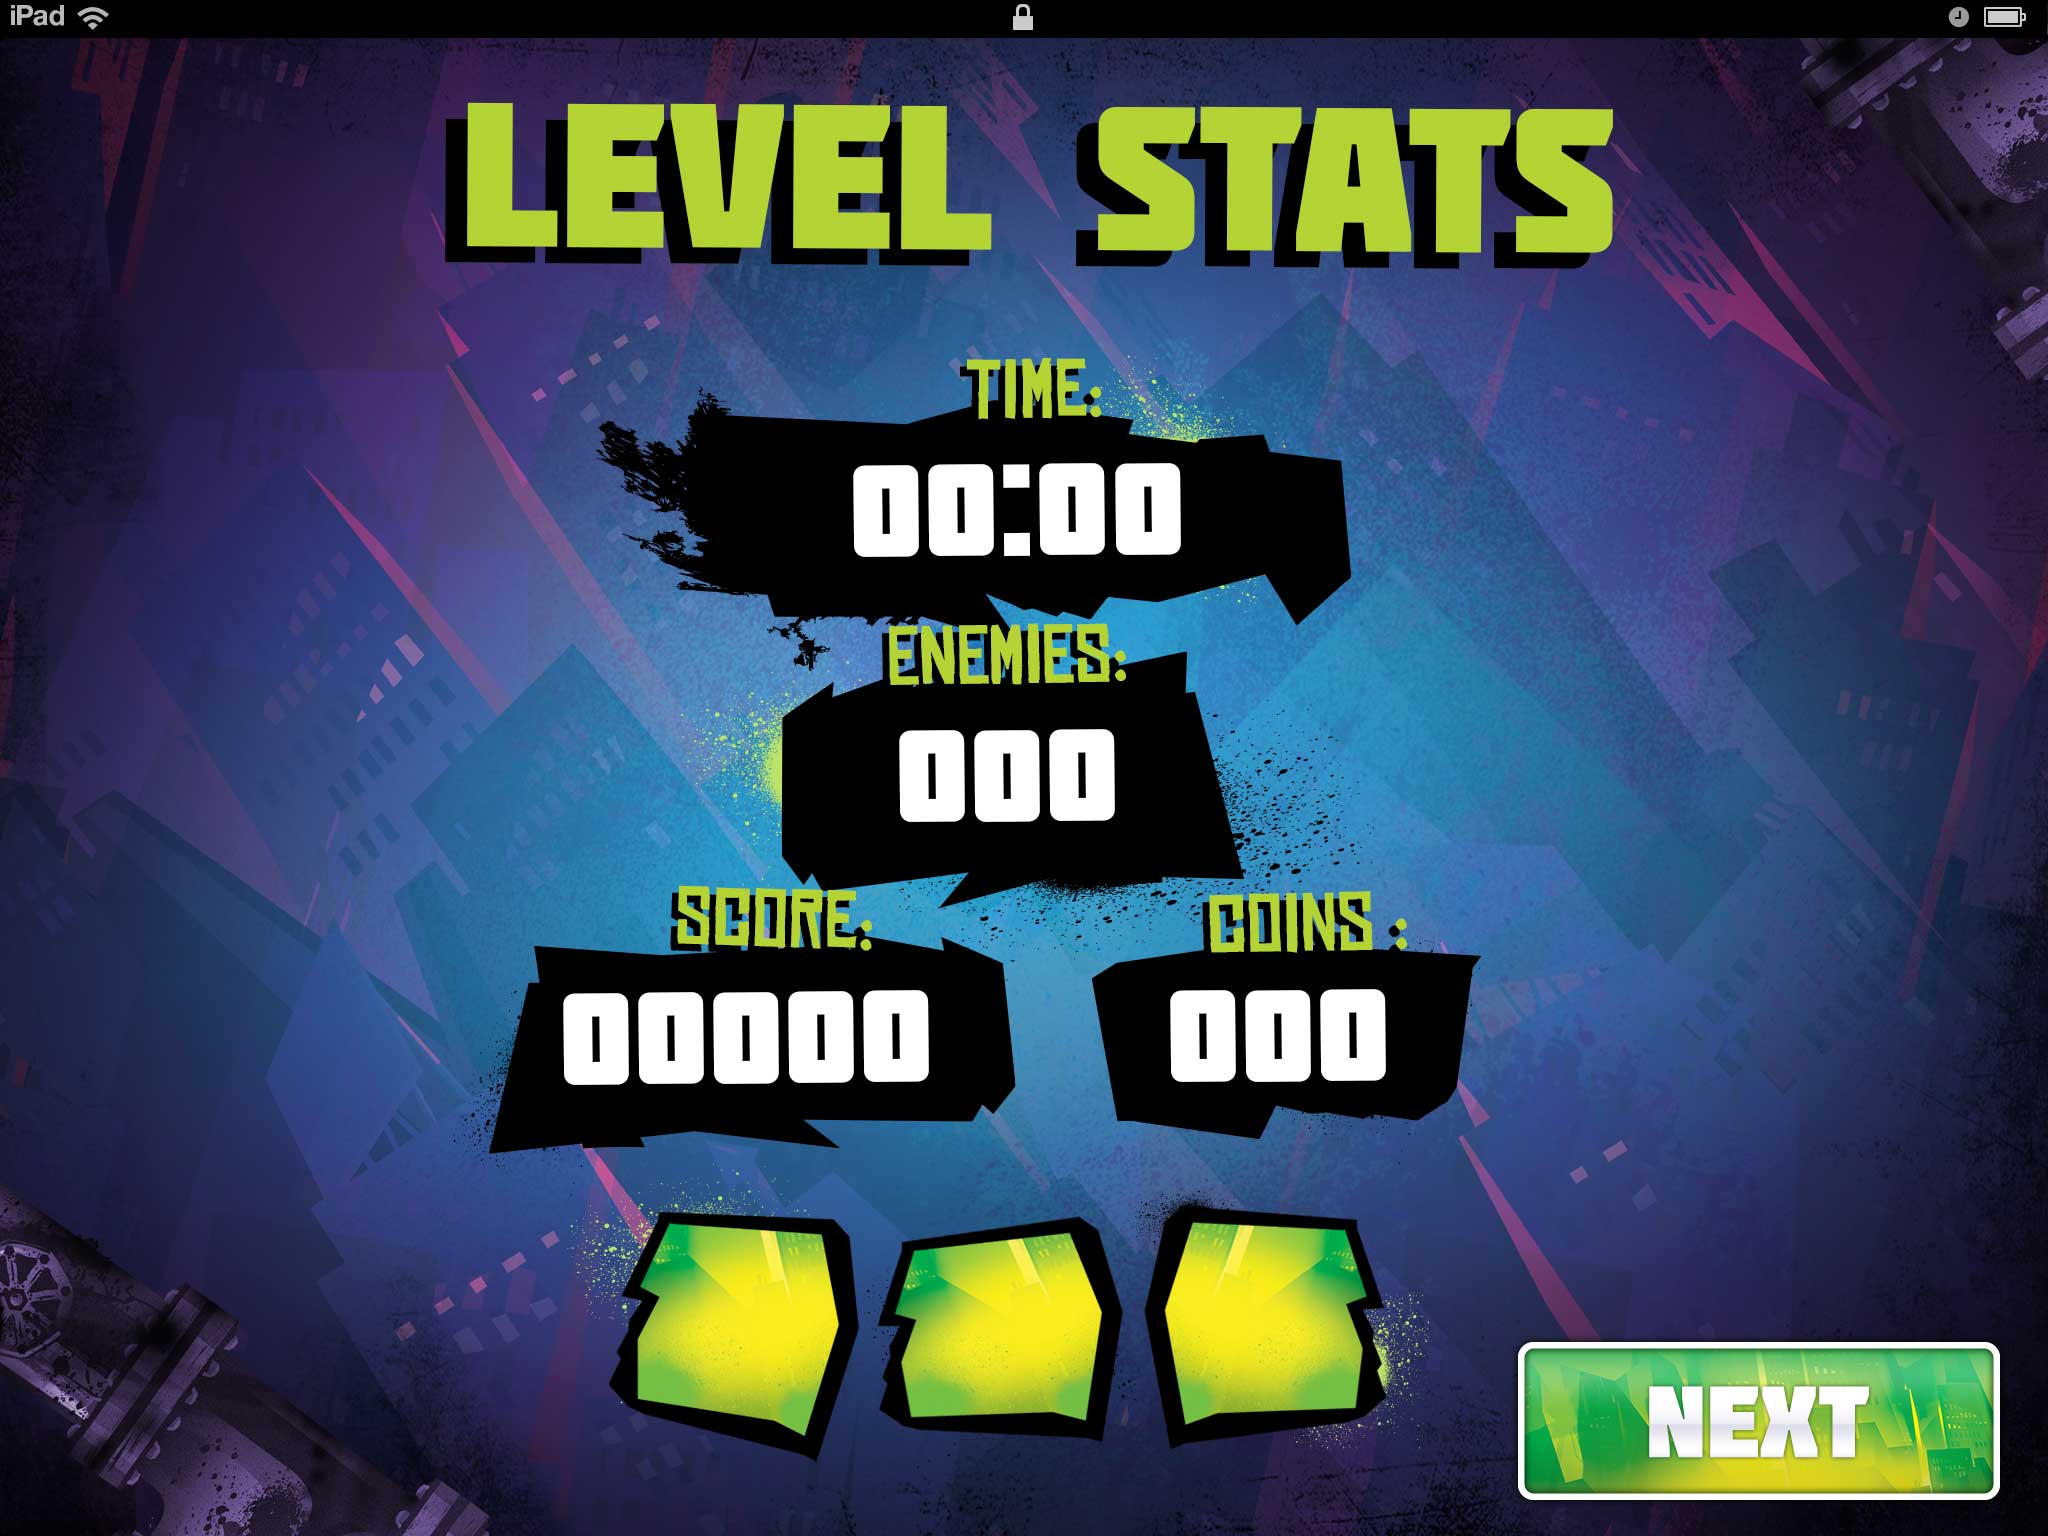 iPad
LEVEL STATS
TIME:
00:00
ENEMIES:
000
SCORE:
00000
COINS :
000
NEXT